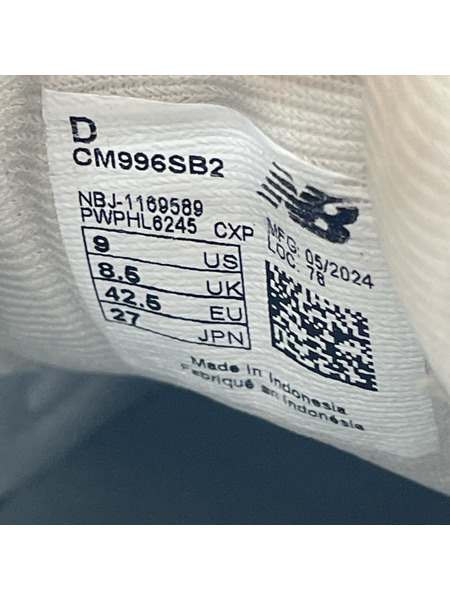 D
CM996SB2
NBJ-1169589
PWPHL6245 CXP
9 US
8.5 UK
42.5 EU
27 JPN
NB
MFG: 05/2024
LOC. 78
Made In Indonesia
Fabriqué en Indonésie